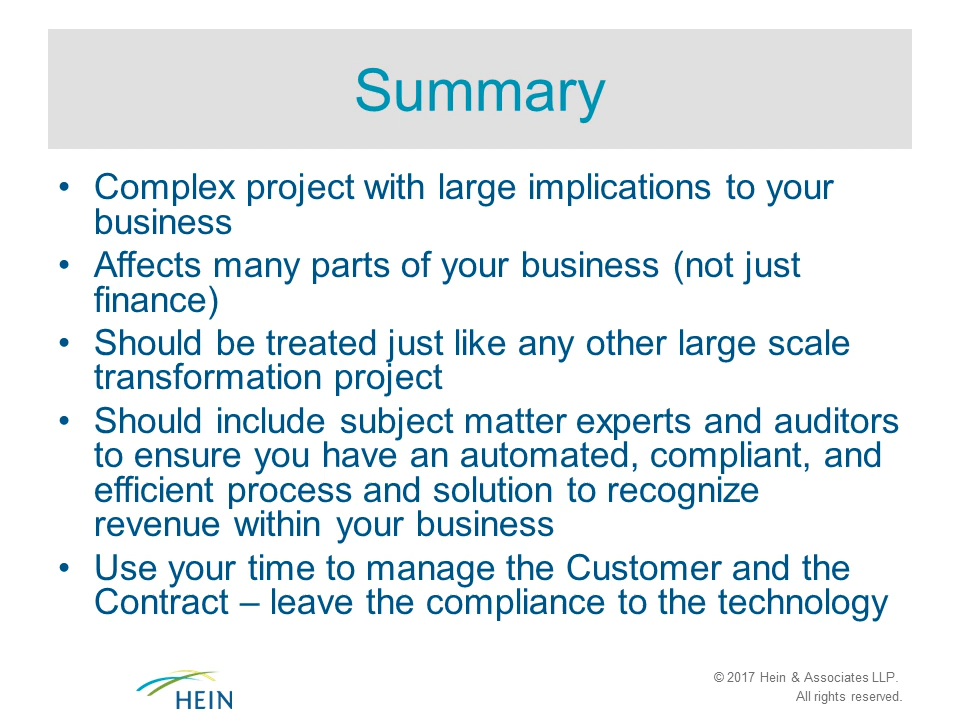 Summary
• Complex project with large implications to your
business
• Affects many parts of your business (not just
finance)
• Should be treated just like any other large scale
transformation project
• Should include subject matter experts and auditors
to ensure you have an automated, compliant, and
efficient process and solution to recognize
revenue within your business
• Use your time to manage the Customer and the
Contract – leave the compliance to the technology
HEIN
© 2017 Hein & Associates LLP.
All rights reserved.